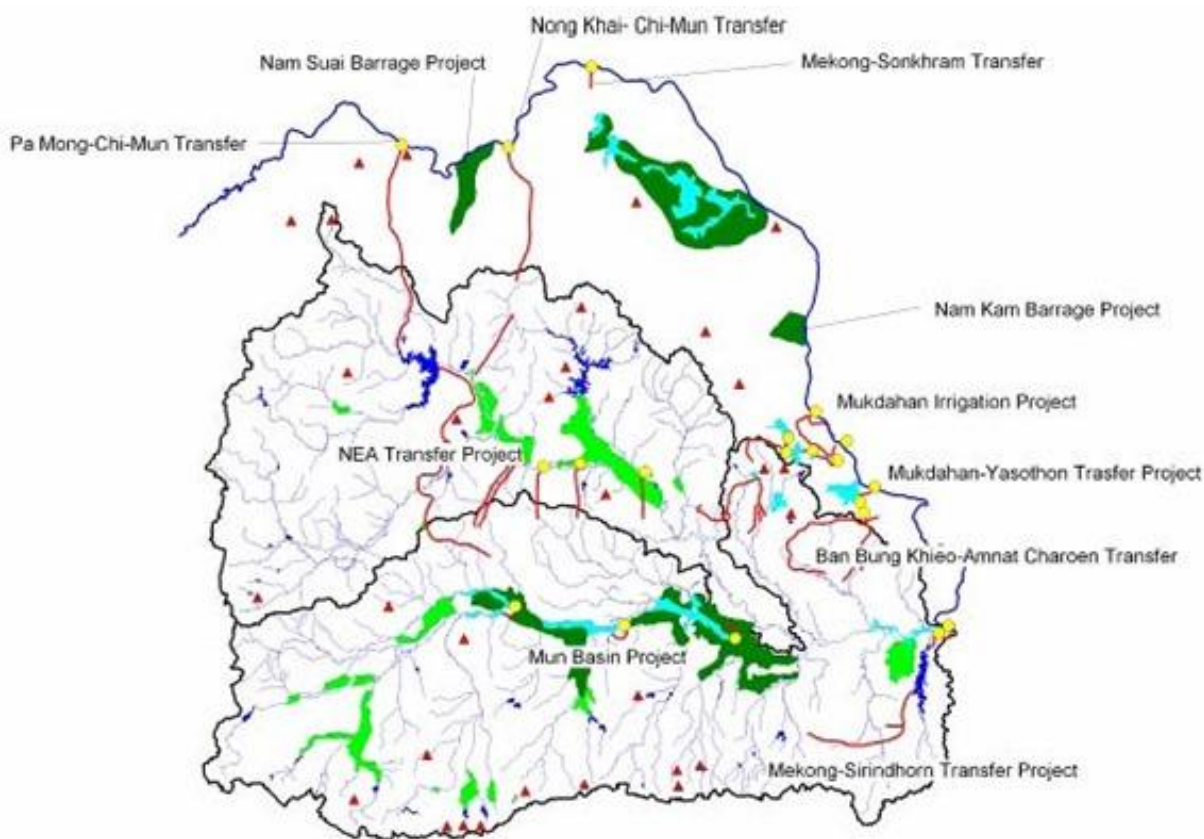 Nong Khai- Chi-Mun Transfer
Nam Suai Barrage Project
Mekong-Sonkhram Transfer
Pa Mong-Chi-Mun Transfer
Nam Kam Barrage Project
Mukdahan Irrigation Project
NEA Transfer Project
Mukdahan-Yasothon Trasfer Project
Ban Bung Khieo-Amnat Charoen Transfer
Mun Basin Project
Mekong-Sirindhorn Transfer Project